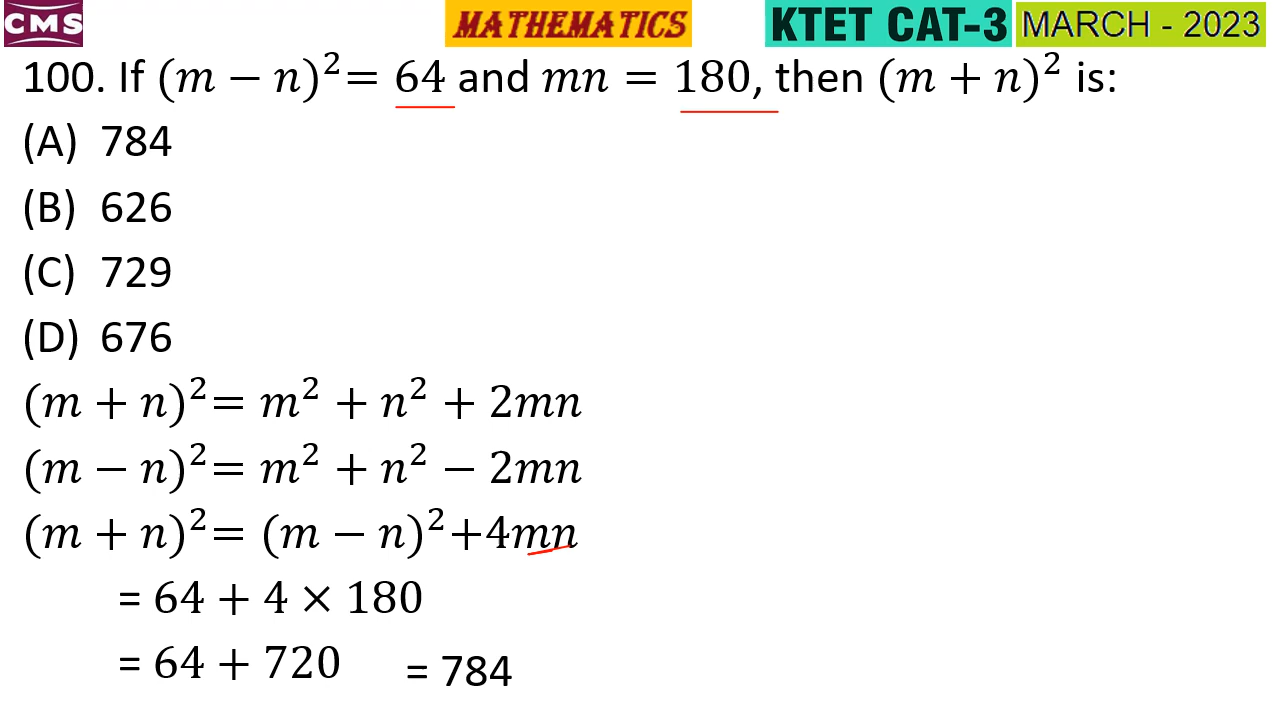 CMS MATHEMATICS KTET CAT-3 MARCH - 2023
100. If (m − n)²= 64 and mn = 180, then (m + n)² is:
(A) 784
(B) 626
(C) 729
(D) 676
(m + n)²= m² + n² + 2mn
(m − n)²= m² + n² − 2mn
(m + n)²= (m − n)²+4mn
= 64 + 4 × 180
= 64 + 720 = 784